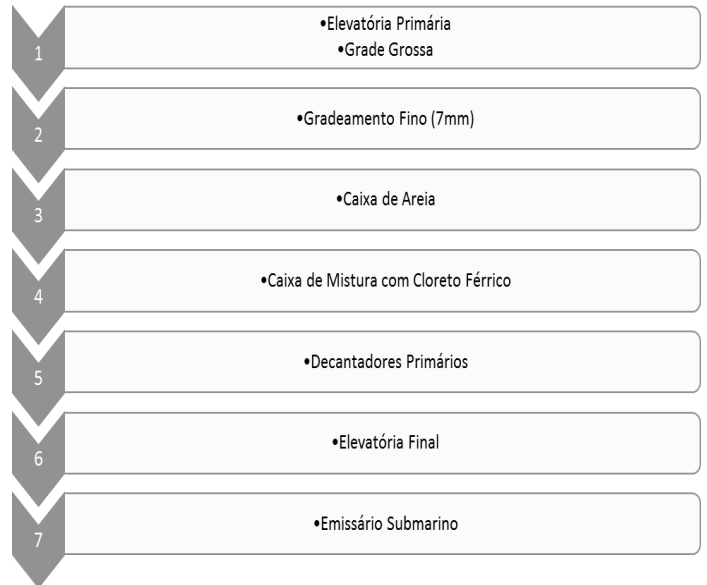 1
•Elevatória Primária
•Grade Grossa
2
•Gradeamento Fino (7mm)
3
•Caixa de Areia
4
•Caixa de Mistura com Cloreto Férrico
5
•Decantadores Primários
6
•Elevatória Final
7
•Emissário Submarino